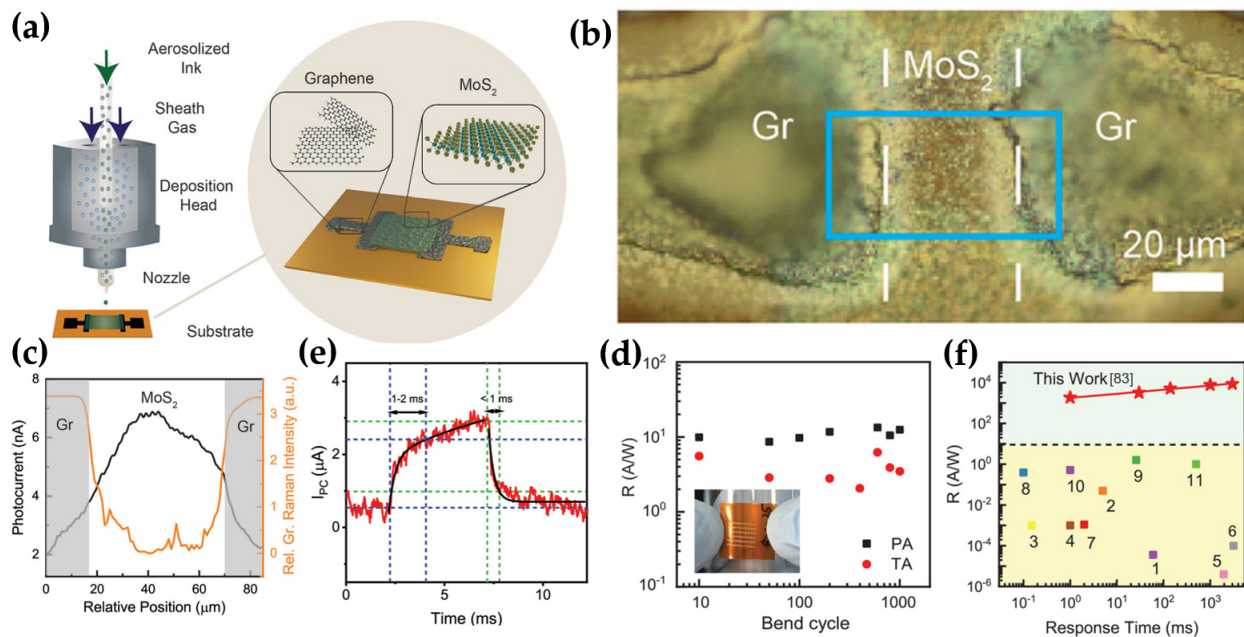 (a)
Aerosolized
Ink
Sheath
Gas
Deposition
Head
Nozzle
Substrate
Graphene
MoS2
(b)
MoS2
Gr
Gr
20 μm
(c)
8
6
4
2
Photocurrent (nA)
Gr
MoS2
Gr
3
2
1
0
Rel. Gr. Raman Intensity (a.u.)
0 20 40 60 80
Relative Position (μm)
(e)
1-2 ms
< 1 ms
4
3
2
1
0
IPC (μA)
0 5 10
Time (ms)
(d)
10^2
10^1
10^0
10^-1
R (A/W)
PA
TA
10 100 1000
Bend cycle
(f)
This Work[83]
10^6
10^4
10^2
10^0
10^-2
10^-4
10^-6
R (A/W)
8
10
9
11
2
3
4
7
1
5
6
10^-1 10^0 10^1 10^2 10^3
Response Time (ms)